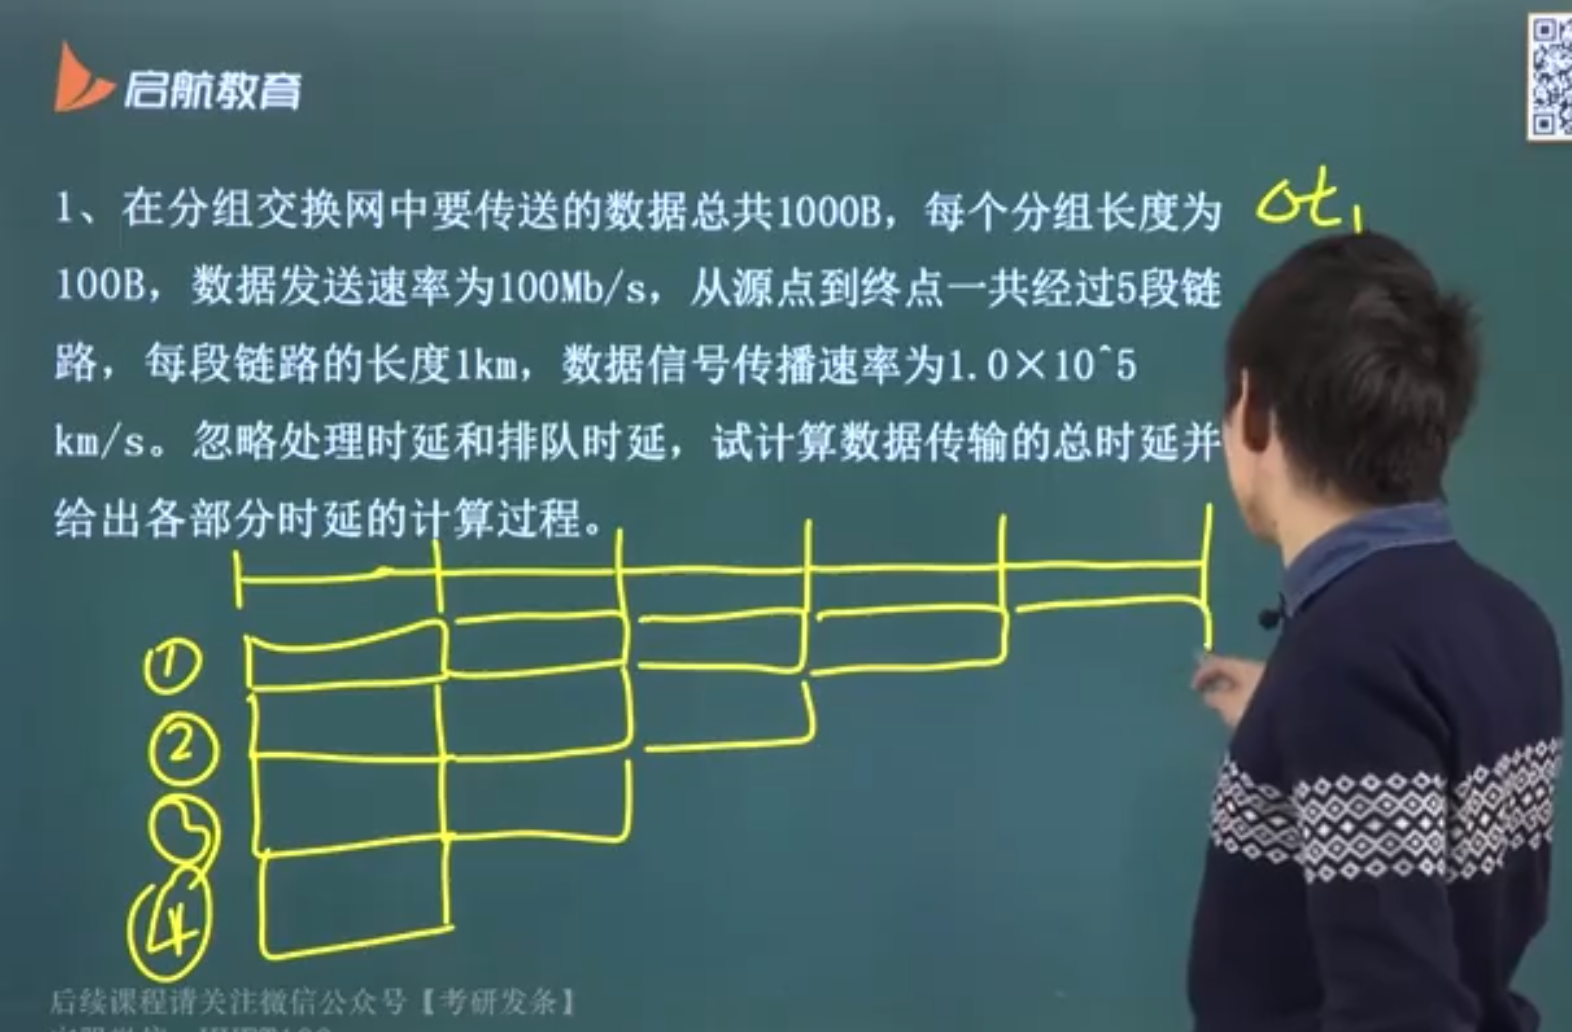 启航教育
1、在分组交换网中要传送的数据总共1000B，每个分组长度为
100B，数据发送速率为100Mb/s，从源点到终点一共经过5段链
路，每段链路的长度1km，数据信号传播速率为1.0×10^5
km/s。忽略处理时延和排队时延，试计算数据传输的总时延并
给出各部分时延的计算过程。
①
②
④
后续课程请关注微信公众号【考研发条】